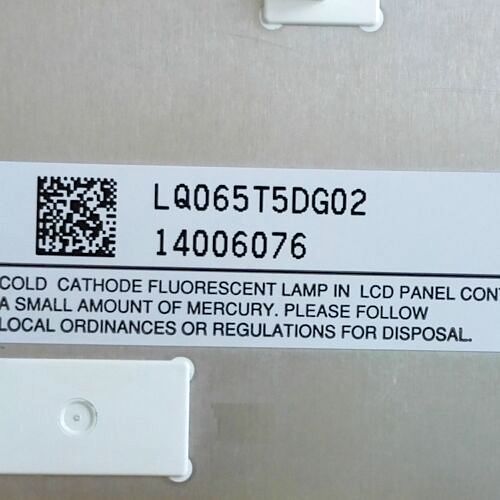 LQ065T5DG02
14006076
COLD CATHODE FLUORESCENT LAMP IN LCD PANEL CONT
A SMALL AMOUNT OF MERCURY. PLEASE FOLLOW
LOCAL ORDINANCES OR REGULATIONS FOR DISPOSAL.